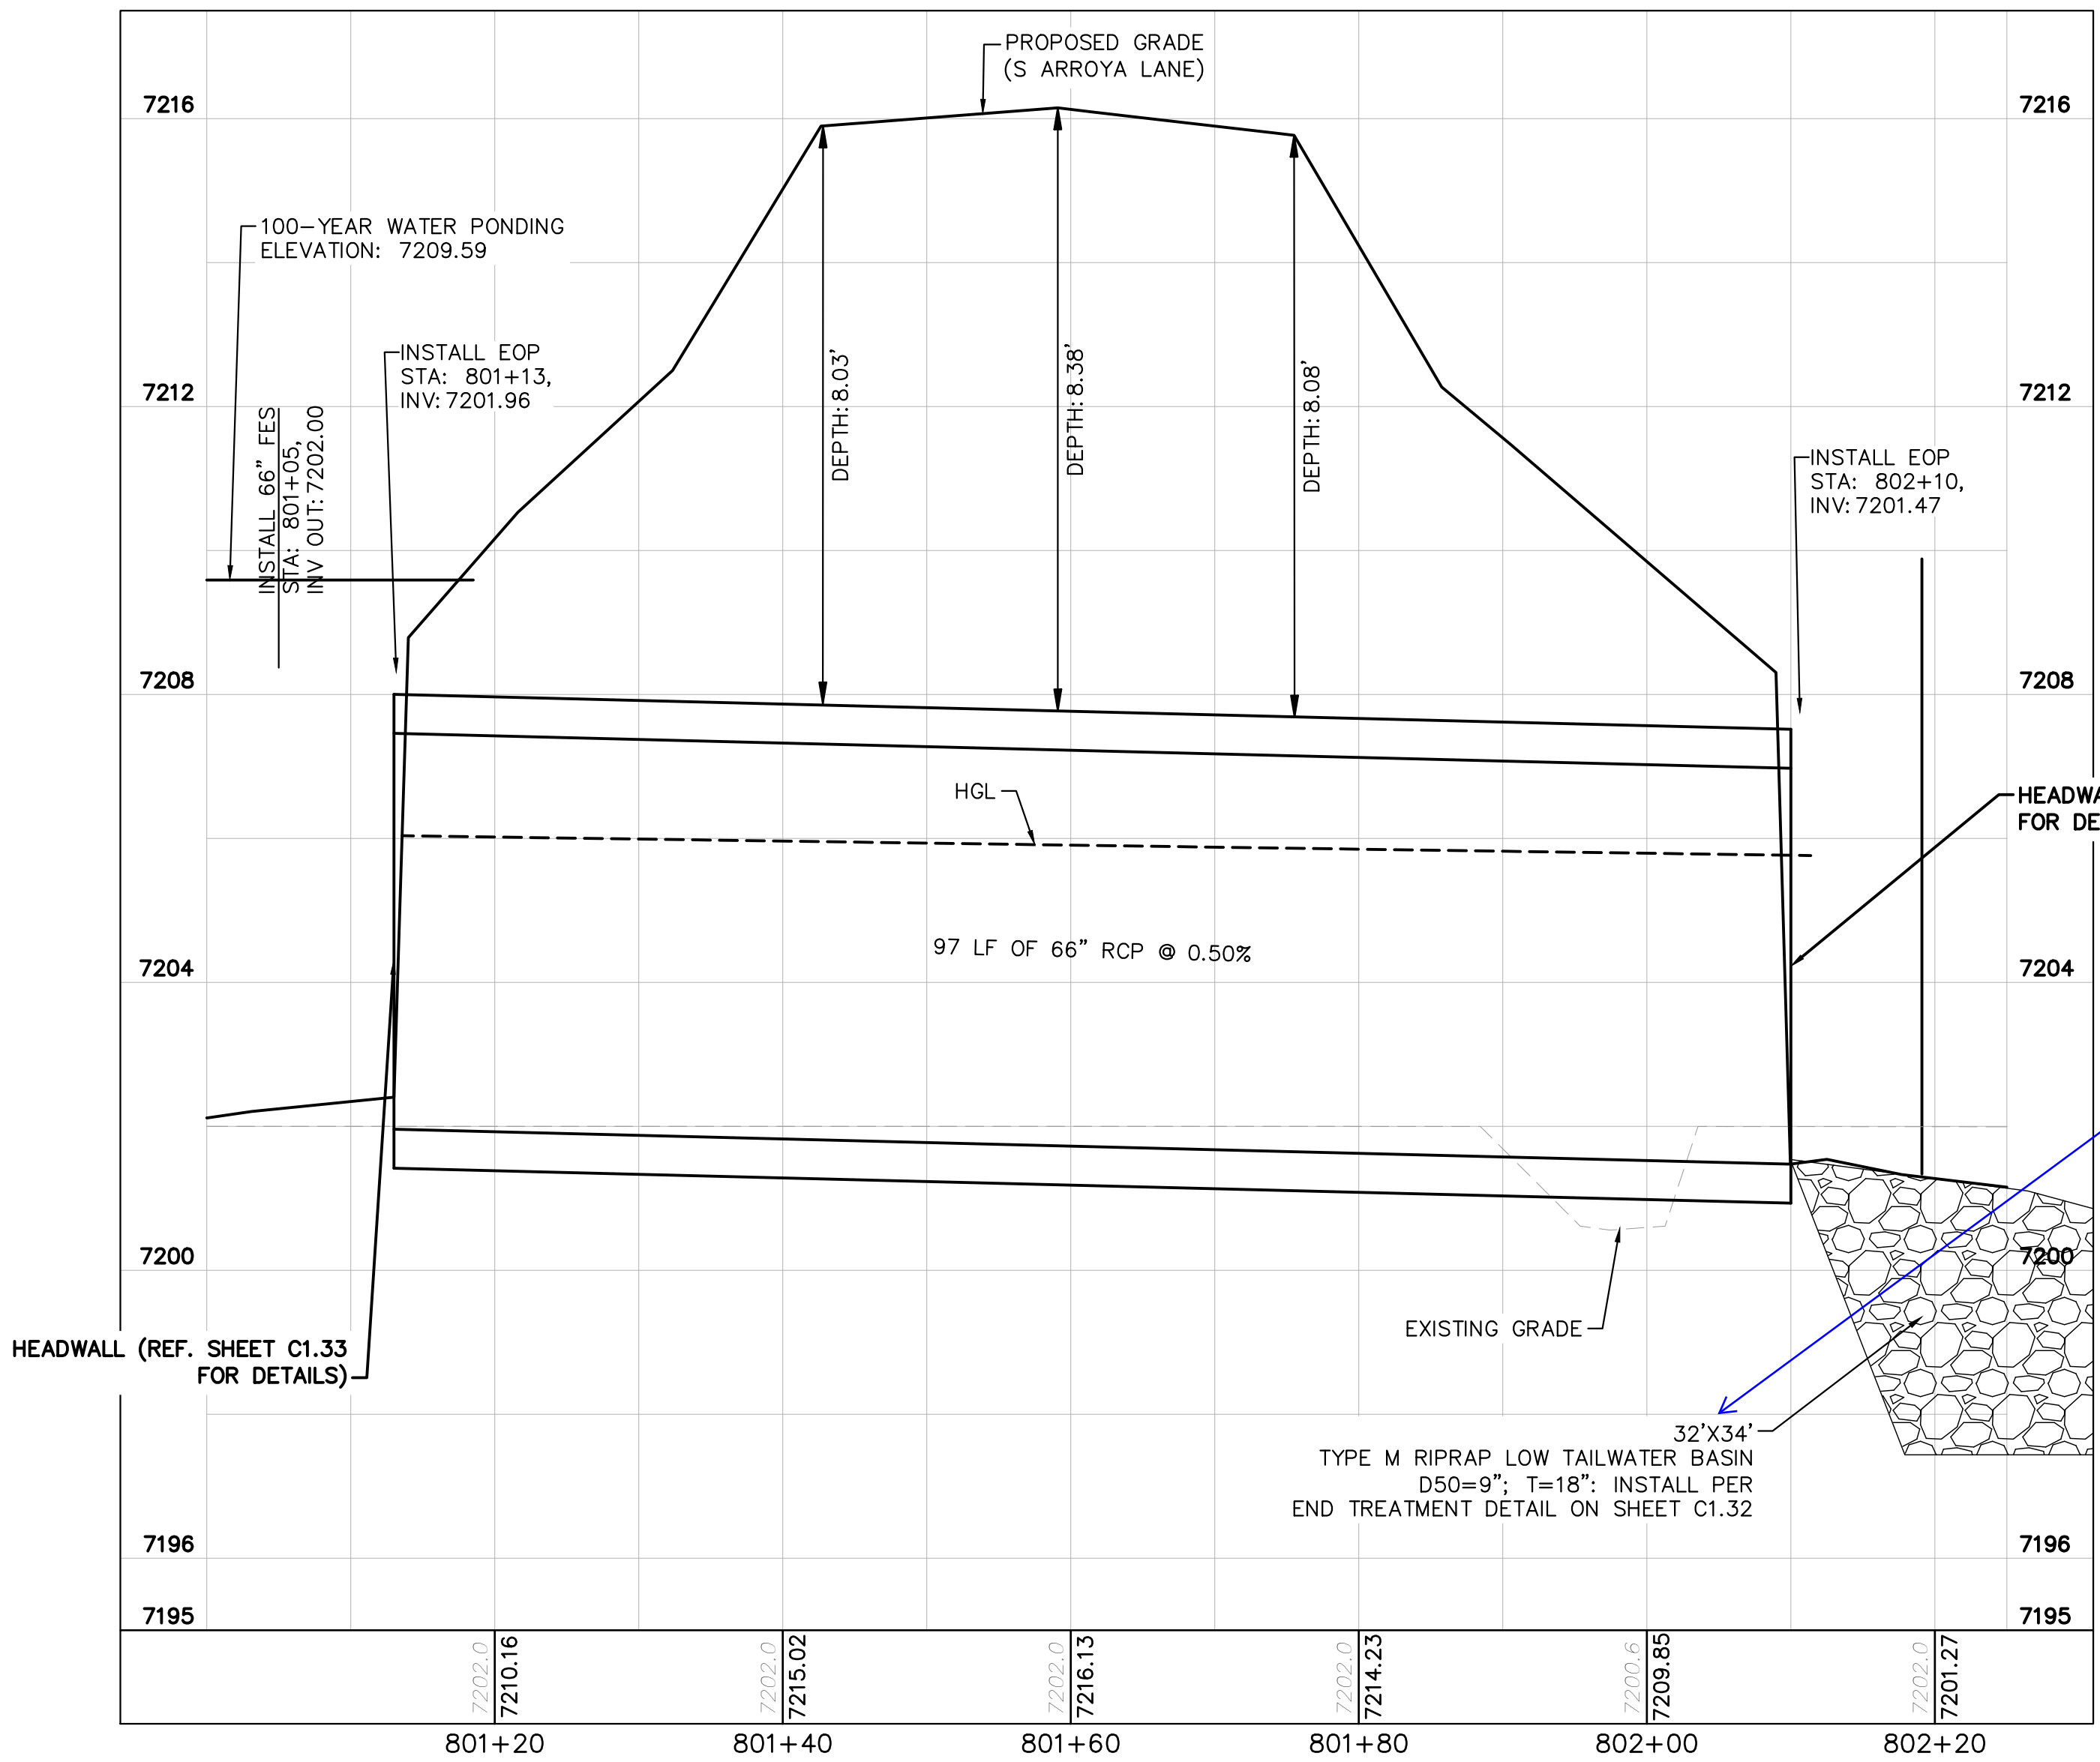 PROPOSED GRADE
(S ARROYA LANE)
7216
7216
100-YEAR WATER PONDING
ELEVATION: 7209.59
INSTALL EOP
STA: 801+13,
INV: 7201.96
7212
7212
INSTALL 66" FES
STA: 801+05,
INV OUT: 7202.00
DEPTH: 8.03'
DEPTH: 8.38'
DEPTH: 8.08'
INSTALL EOP
STA: 802+10,
INV: 7201.47
7208
7208
HGL
FOR
97 LF OF 66" RCP @ 0.50%
7204
7204
7200
7200
EXISTING GRADE
HEADWALL (REF. SHEET C1.33
FOR DETAILS)
32'X34'
TYPE M RIPRAP LOW TAILWATER BASIN
D50=9"; T=18": INSTALL PER
END TREATMENT DETAIL ON SHEET C1.32
7196
7196
7195
7195
7202.0
7210.16
7202.0
7215.02
7202.0
7216.13
7202.0
7214.23
7200.6
7209.85
7202.0
7201.27
801+20
801+40
801+60
801+80
802+00
802+20